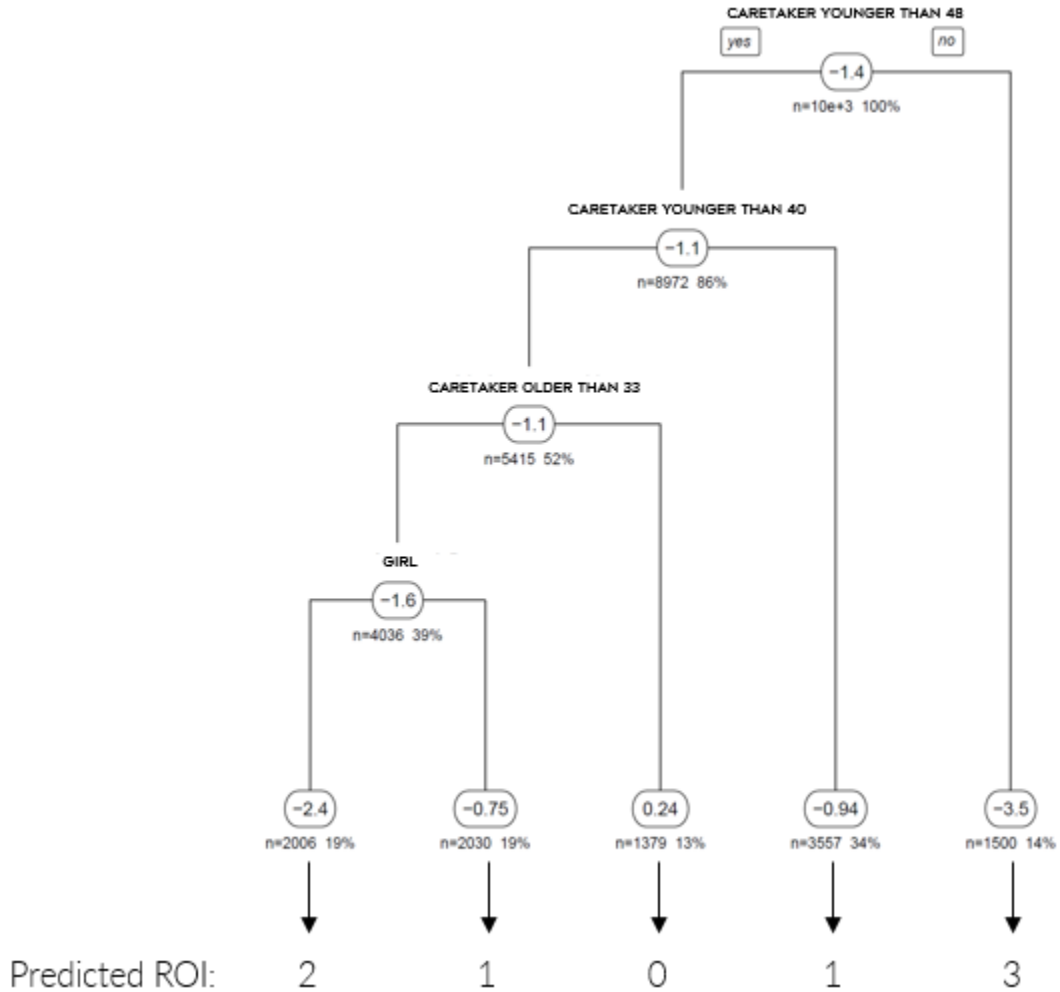 CARETAKER YOUNGER THAN 48
yes no
−1.4
n=10e+3 100%
CARETAKER YOUNGER THAN 40
−1.1
n=8972 86%
CARETAKER OLDER THAN 33
−1.1
n=5415 52%
GIRL
−1.6
n=4036 39%
−2.4 −0.75 0.24 −0.94 −3.5
n=2006 19% n=2030 19% n=1379 13% n=3557 34% n=1500 14%
Predicted ROI: 2 1 0 1 3